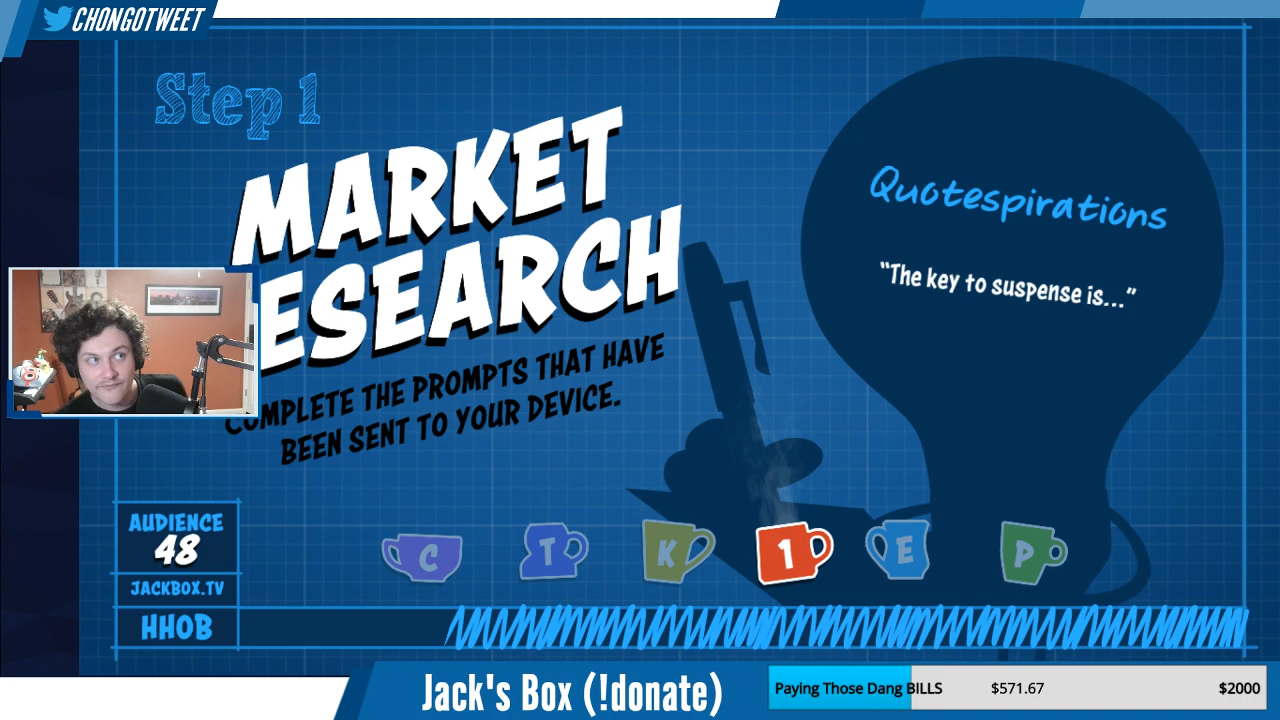 CHONGOTWEET
Step 1
MARKET
ESEARCH
COMPLETE THE PROMPTS THAT HAVE
BEEN SENT TO YOUR DEVICE.
Quotespirations
"The key to suspense is..."
AUDIENCE
48
JACKBOX.TV
HHOB
C T K 1 E P
Jack's Box (!donate)
Paying Those Dang BILLS $571.67 $2000